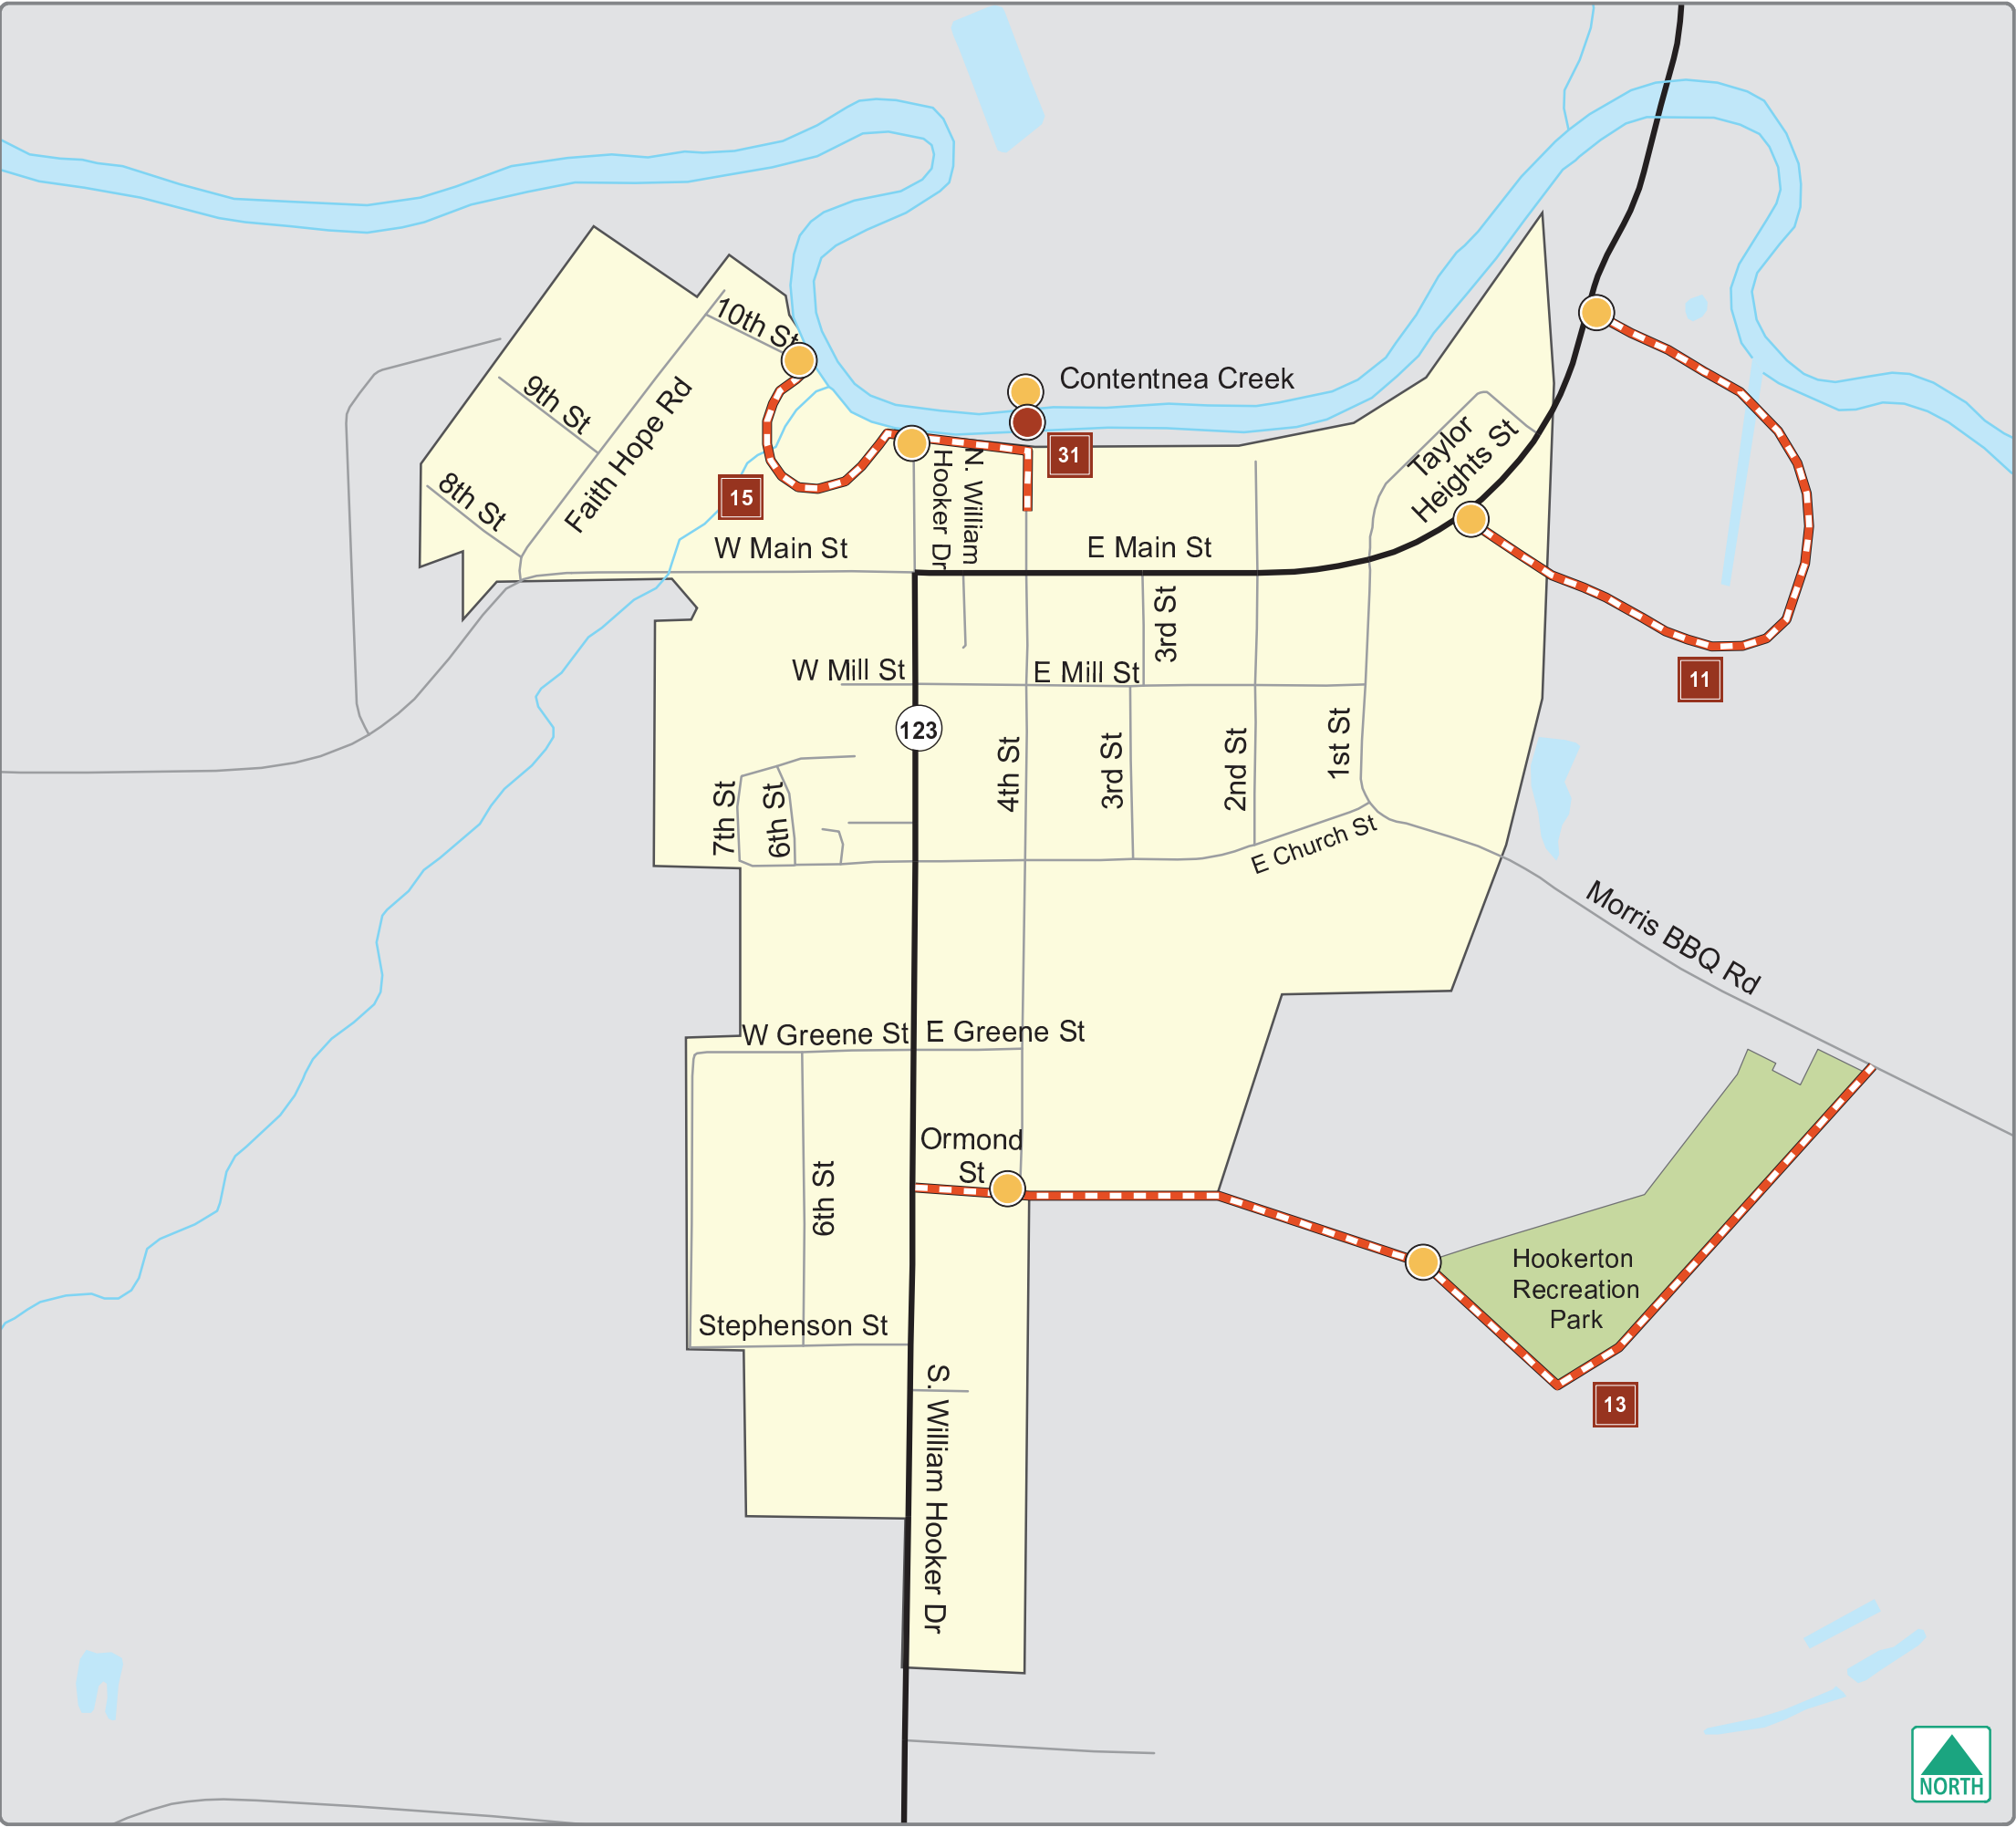 10th St
Contentnea Creek
9th St
Faith Hope Rd
8th St
Taylor
Heights St
31
15
N. William
Hooker Dr
W Main St
E Main St
3rd St
W Mill St
E Mill St
11
123
4th St
3rd St
2nd St
1st St
7th St
6th St
E Church St
Morris BBQ Rd
W Greene St
E Greene St
Ormond
St
6th St
Hookerton
Recreation
Park
Stephenson St
13
S. William Hooker Dr
NORTH